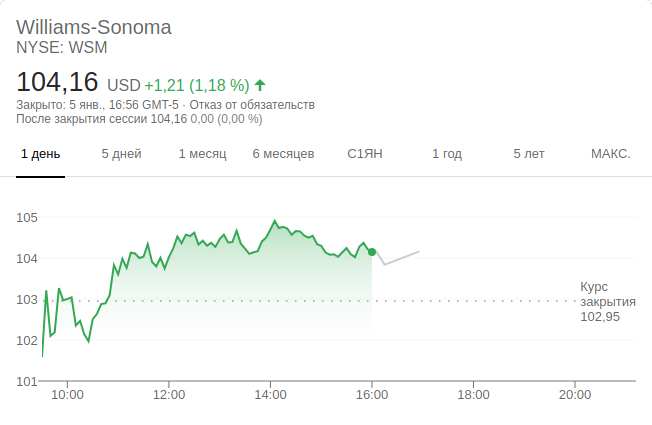 Williams-Sonoma
NYSE: WSM
104,16 USD +1,21 (1,18 %)
Закрыто: 5 янв., 16:56 GMT-5 · Отказ от обязательств
После закрытия сессии 104,16 0,00 (0,00 %)
1 день 5 дней 1 месяц 6 месяцев С1ЯН 1 год 5 лет МАКС.
105
104
103
102
101
Курс
закрытия
102,95
10:00 12:00 14:00 16:00 18:00 20:00